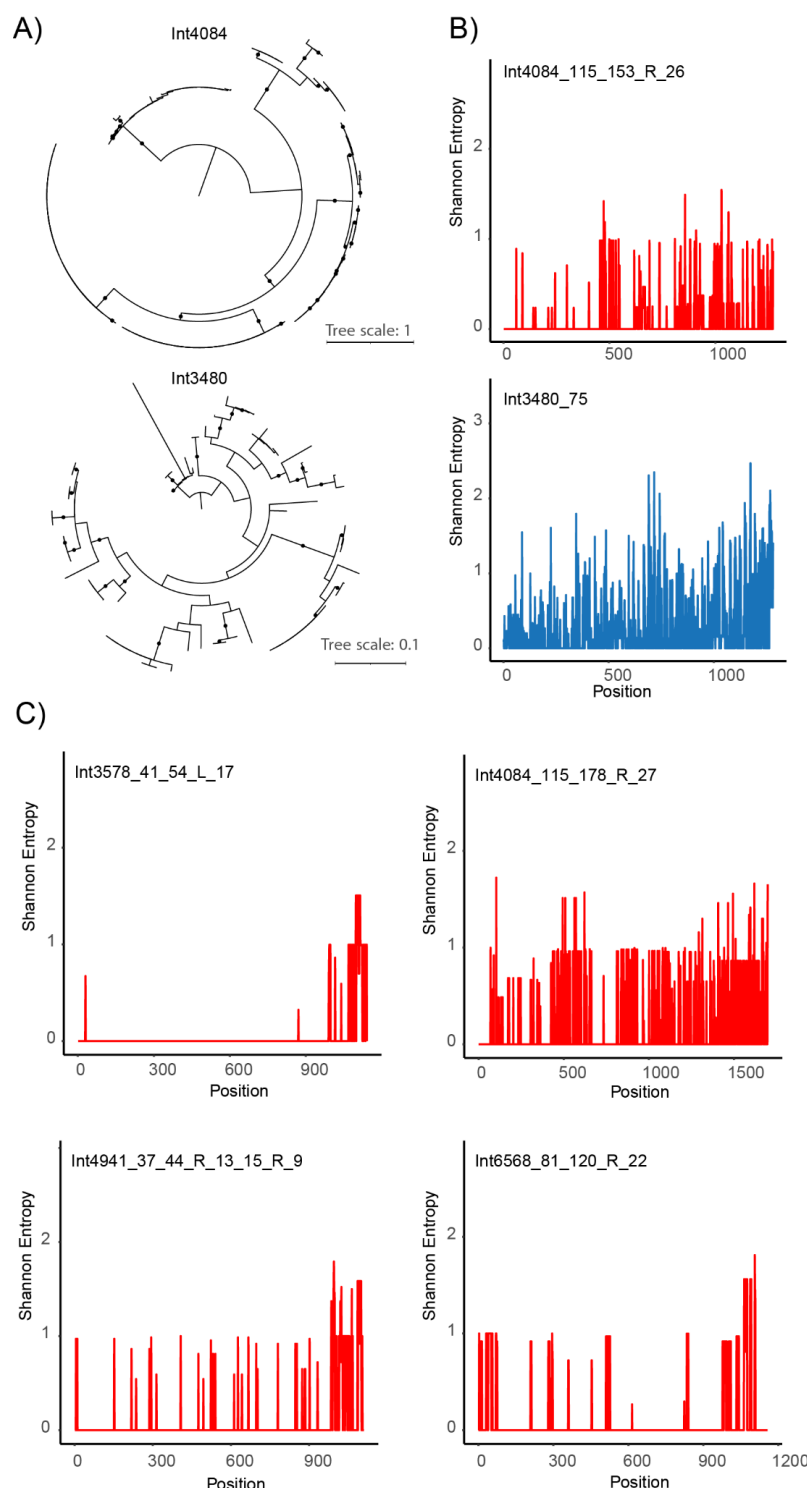 A)
Int4084
Tree scale: 1
Int3480
Tree scale: 0.1
B)
Int4084_115_153_R_26
Shannon Entropy
2
1
0
0
500
1000
Int3480_75
Shannon Entropy
3
2
1
0
0
500
1000
Position
C)
Int3578_41_54_L_17
Shannon Entropy
2
1
0
0
300
600
900
Position
Int4084_115_178_R_27
Shannon Entropy
2
1
0
0
500
1000
1500
Position
Int4941_37_44_R_13_15_R_9
Shannon Entropy
2
1
0
0
300
600
900
Position
Int6568_81_120_R_22
Shannon Entropy
2
1
0
0
300
600
900
1200
Position